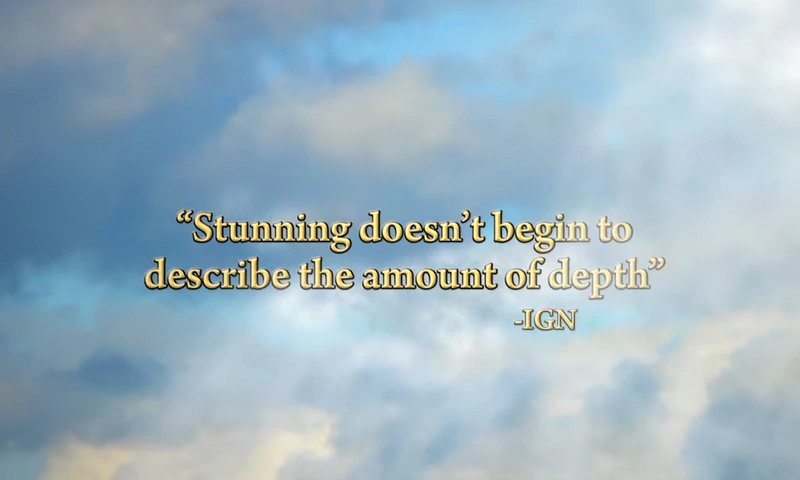 “Stunning doesn’t begin to
describe the amount of depth”
-IGN